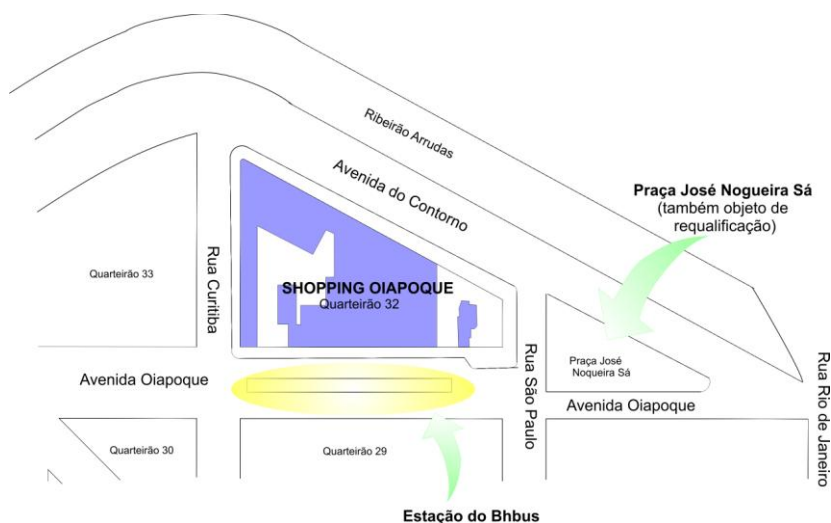 Ribeirão Arrudas
Avenida do Contorno
Praça José Nogueira Sá
(também objeto de
requalificação)
Rua Curitiba
Quarteirão 33
SHOPPING OIAPOQUE
Quarteirão 32
Praça José
Noqueira Sá
Rua São Paulo
Rua Rio de Janeiro
Avenida Oiapoque
Avenida Oiapoque
Quarteirão 30
Quarteirão 29
Estação do Bhbus